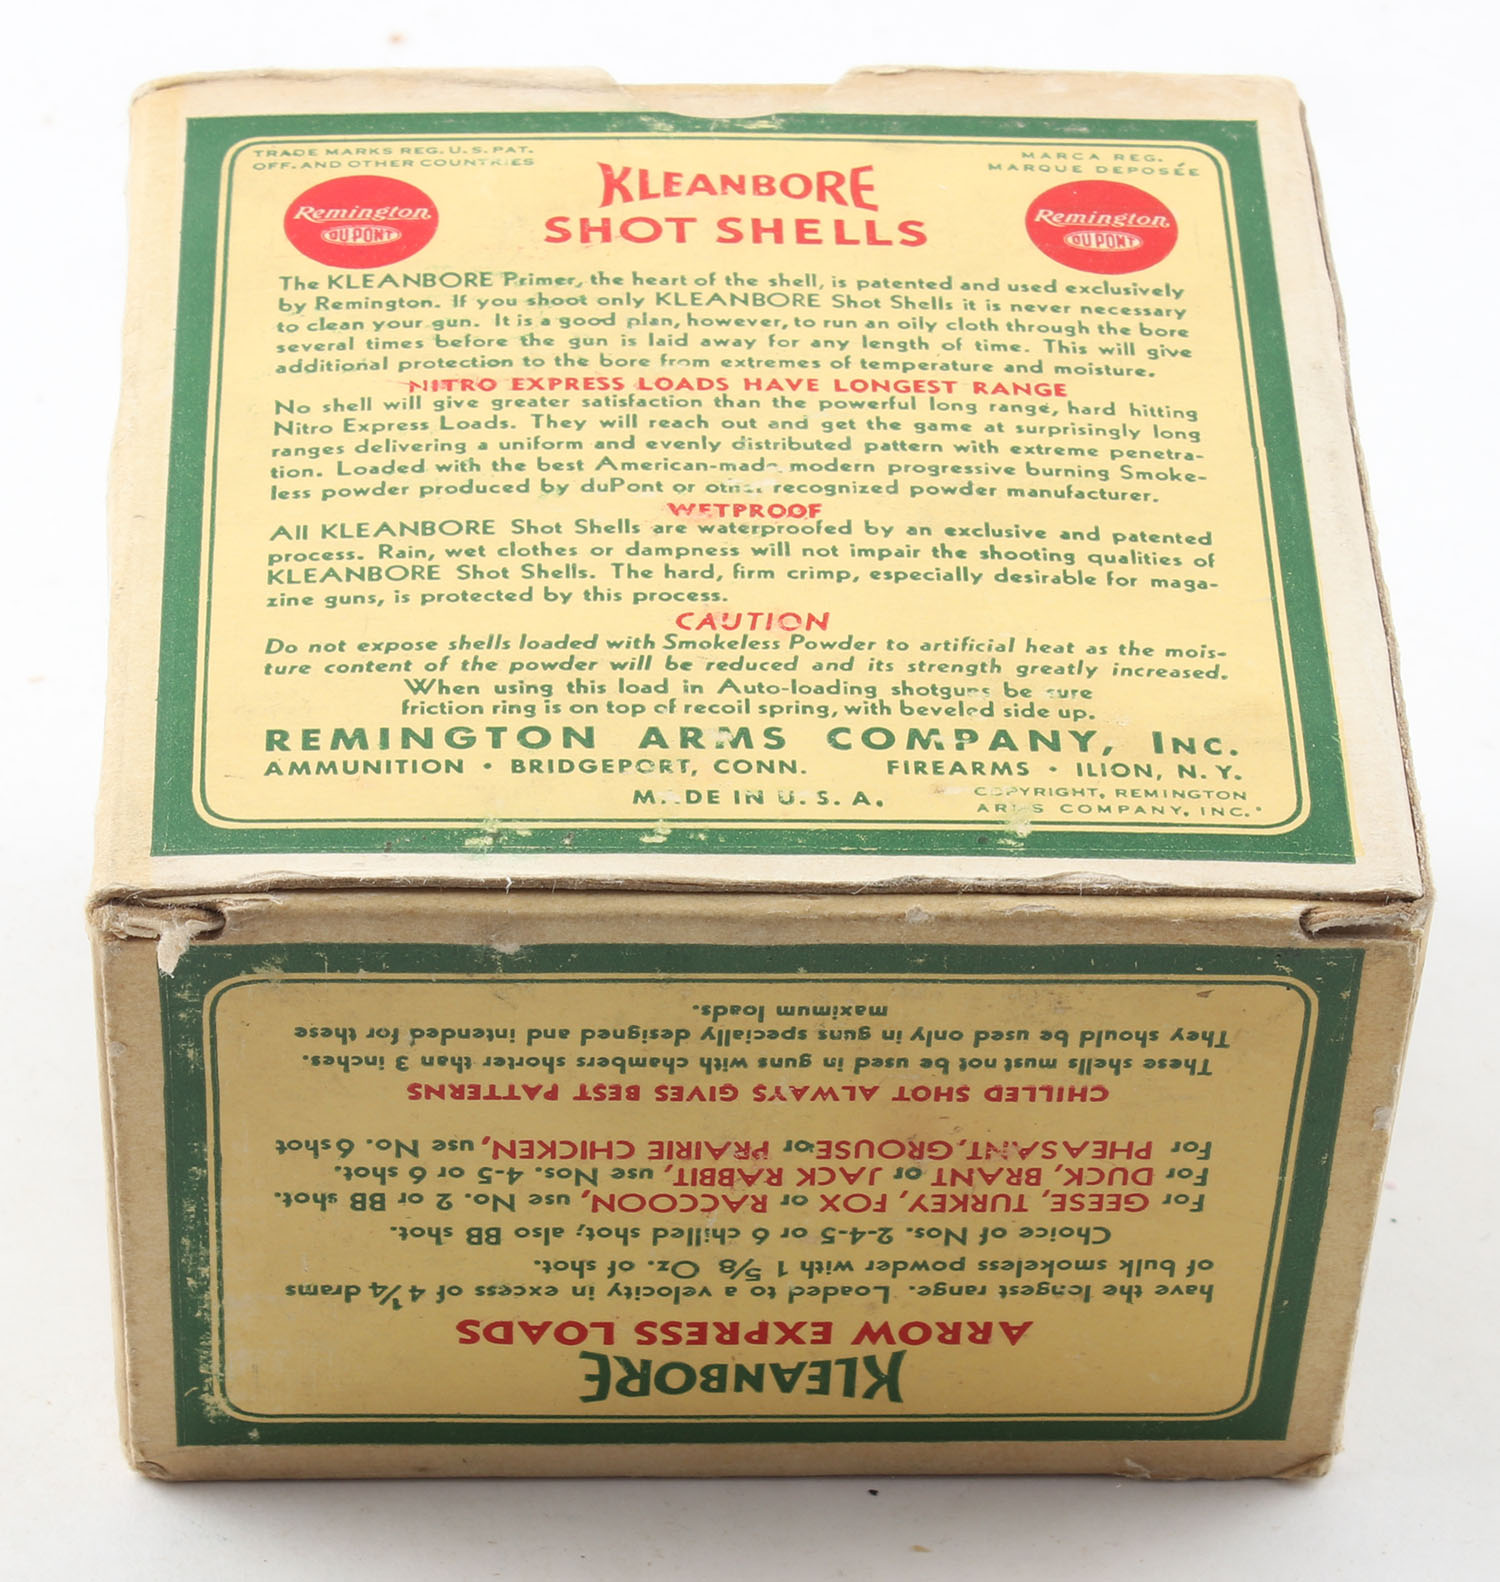 TRADE MARKS REG. U. S. PAT.
OFF. AND OTHER COUNTRIES
MARCA REG.
MARQUE DEPOSÉE
Remington
DU PONT
KLEANBORE
SHOT SHELLS
Remington
DU PONT
The KLEANBORE Primer, the heart of the shell, is patented and used exclusively
by Remington. If you shoot only KLEANBORE Shot Shells it is never necessary
to clean your gun. It is a good plan, however, to run an oily cloth through the bore
several times before the gun is laid away for any length of time. This will give
additional protection to the bore from extremes of temperature and moisture.
NITRO EXPRESS LOADS HAVE LONGEST RANGE
No shell will give greater satisfaction than the powerful long range, hard hitting
Nitro Express Loads. They will reach out and get the game at surprisingly long
ranges delivering a uniform and evenly distributed pattern with extreme penetra-
tion. Loaded with the best American-made modern progressive burning Smoke-
less powder produced by duPont or other recognized powder manufacturer.
WETPROOF
All KLEANBORE Shot Shells are waterproofed by an exclusive and patented
process. Rain, wet clothes or dampness will not impair the shooting qualities of
KLEANBORE Shot Shells. The hard, firm crimp, especially desirable for maga-
zine guns, is protected by this process.
CAUTION
Do not expose shells loaded with Smokeless Powder to artificial heat as the mois-
ture content of the powder will be reduced and its strength greatly increased.
When using this load in Auto-loading shotguns be sure
friction ring is on top of recoil spring, with beveled side up.
REMINGTON ARMS COMPANY, INC.
AMMUNITION • BRIDGEPORT, CONN. FIREARMS • ILION, N. Y.
MADE IN U. S. A.
COPYRIGHT, REMINGTON
ARMS COMPANY, INC.
KLEANBORE
ARROW EXPRESS LOADS
have the longest range. Loaded to a velocity in excess of 4 1/4 drams
of bulk smokeless powder with 1 5/8 Oz. of shot.
Choice of Nos. 2-4-5 or 6 chilled shot; also BB shot.
For GEESE, TURKEY, FOX or RACCOON, use No. 2 or BB shot.
For DUCK, BRANT or JACK RABBIT, use Nos. 4-5 or 6 shot.
For PHEASANT, GROUSE or PRAIRIE CHICKEN, use No. 6 shot
CHILLED SHOT ALWAYS GIVES BEST PATTERNS
These shells must not be used in guns with chambers shorter than 3 inches.
They should be used only in guns specially designed and intended for these
maximum loads.